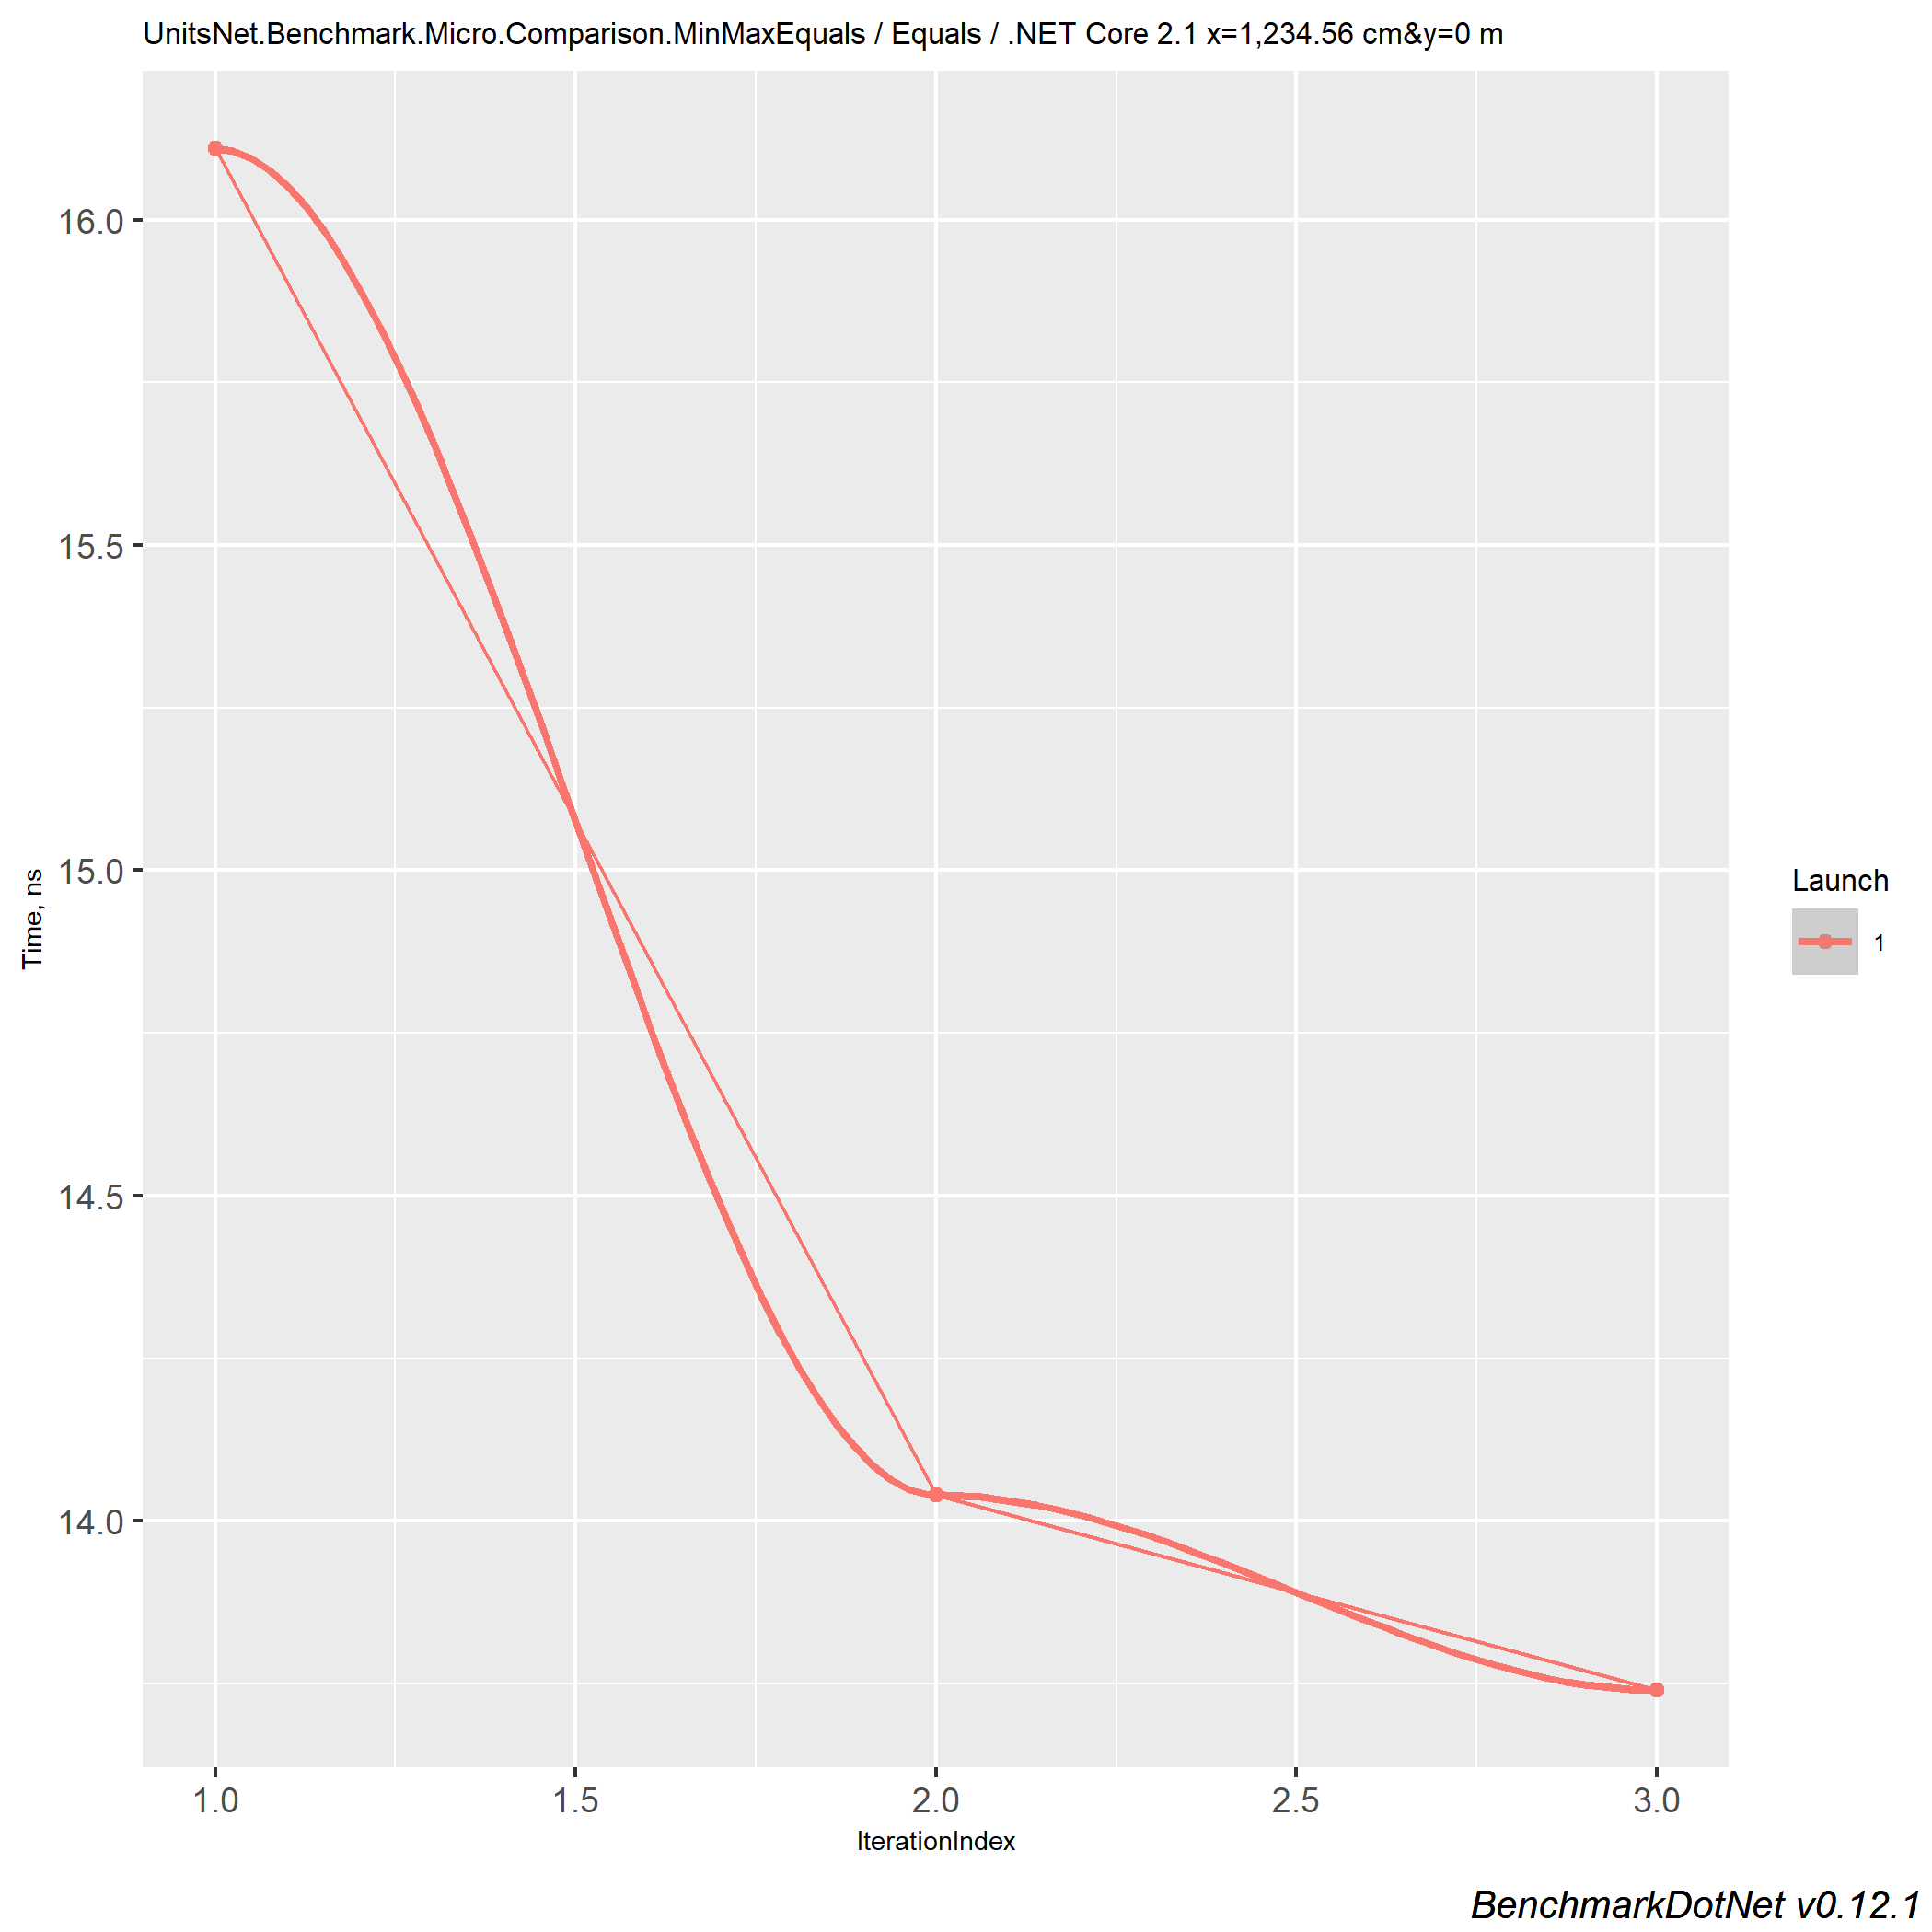 UnitsNet.Benchmark.Micro.Comparison.MinMaxEquals / Equals / .NET Core 2.1 x=1,234.56 cm&y=0 m
16.0
15.5
15.0
14.5
14.0
Time, ns
1.0 1.5 2.0 2.5 3.0
IterationIndex
Launch
1
BenchmarkDotNet v0.12.1